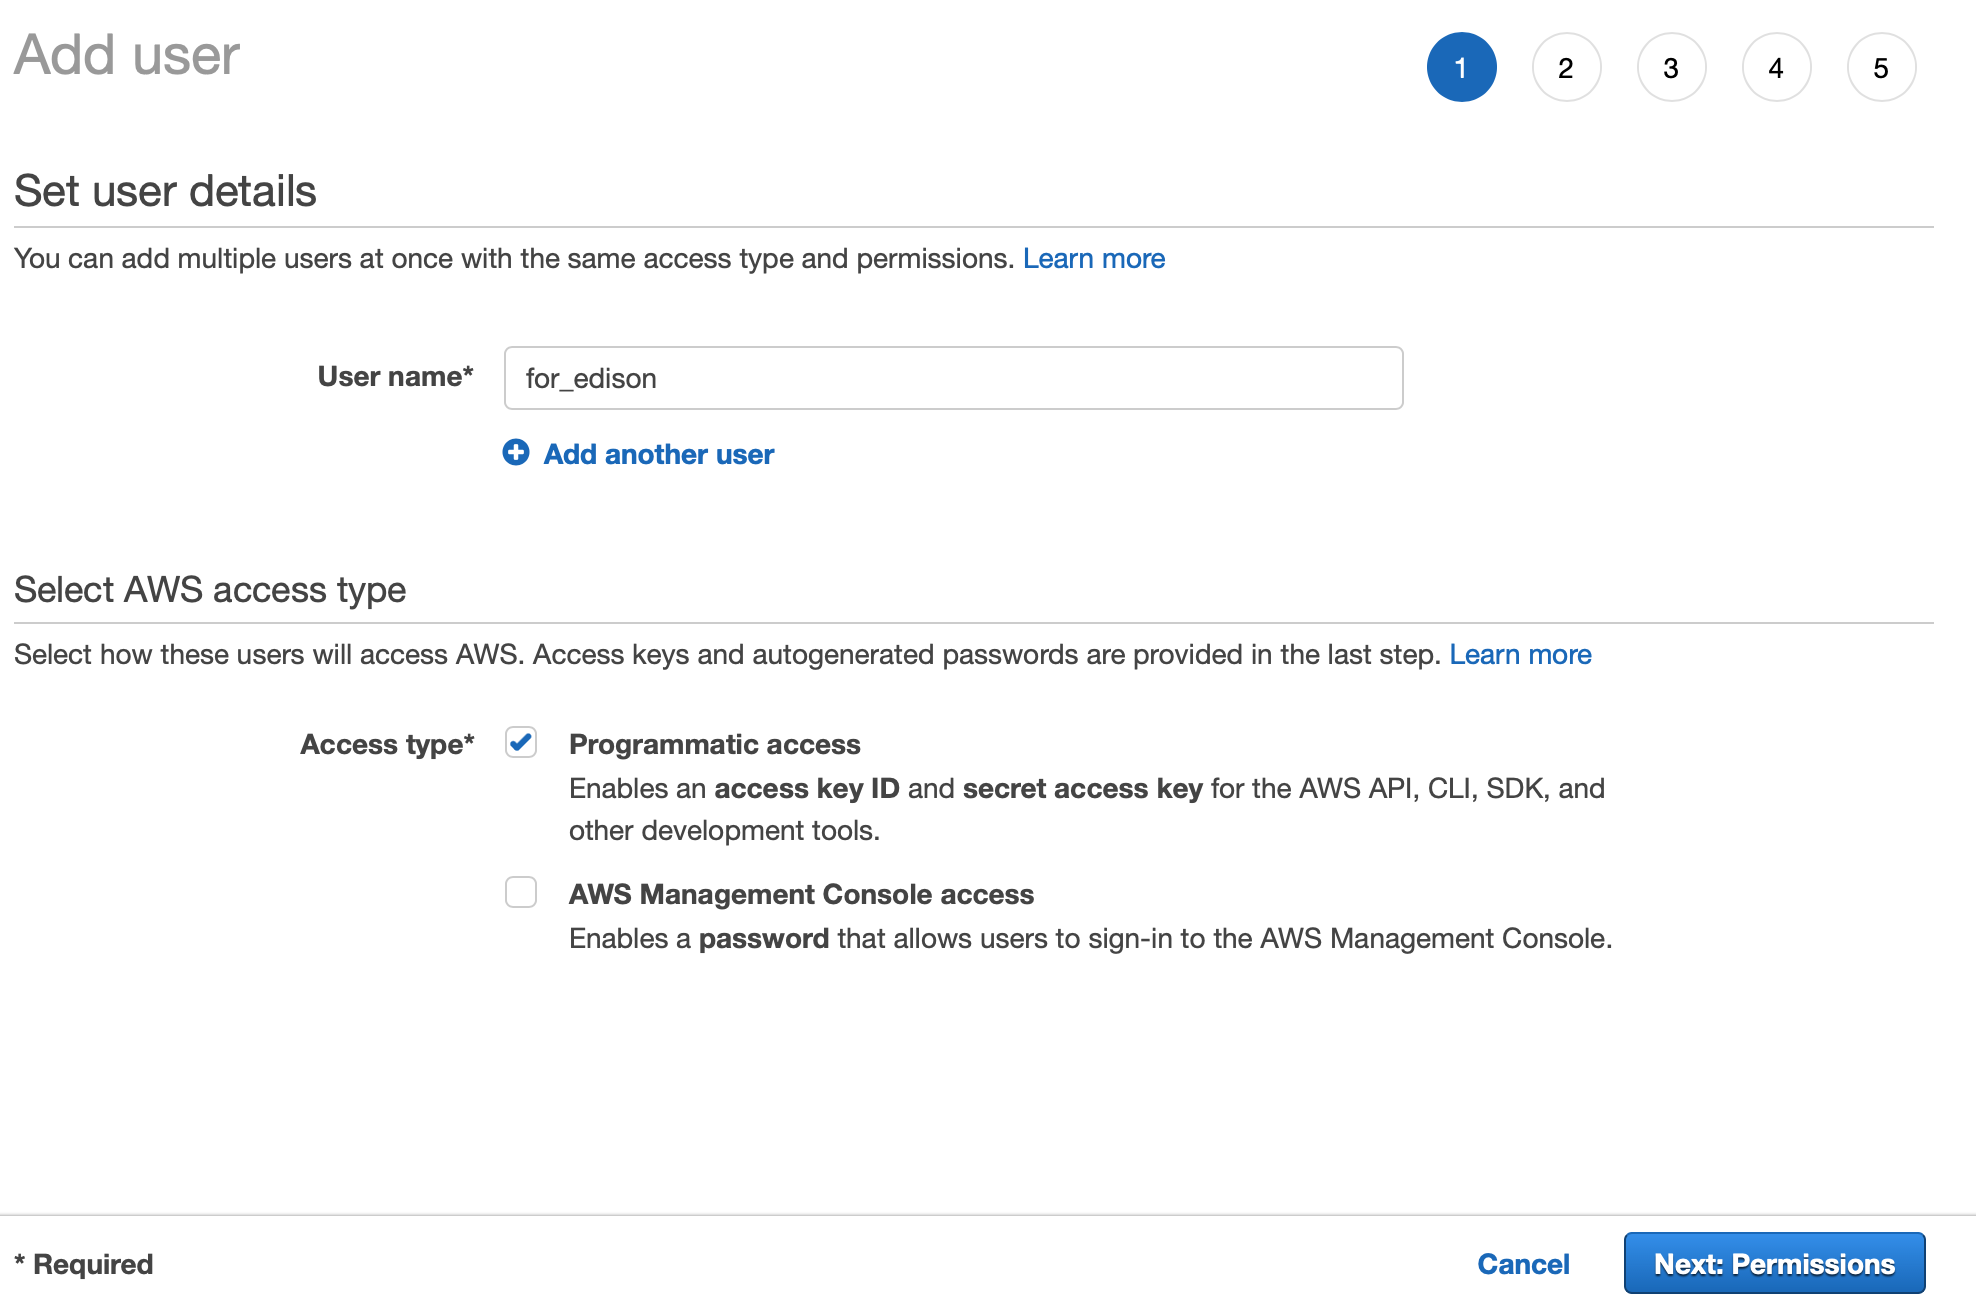 Add user
1 2 3 4 5
Set user details
You can add multiple users at once with the same access type and permissions. Learn more
User name* for_edison
Add another user
Select AWS access type
Select how these users will access AWS. Access keys and autogenerated passwords are provided in the last step. Learn more
Access type* Programmatic access
Enables an access key ID and secret access key for the AWS API, CLI, SDK, and
other development tools.
AWS Management Console access
Enables a password that allows users to sign-in to the AWS Management Console.
* Required Cancel Next: Permissions